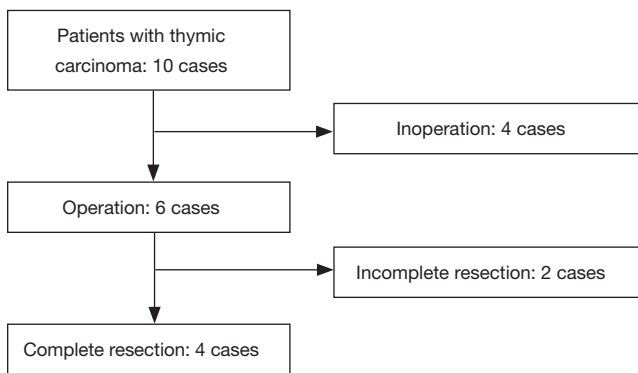 Patients with thymic
carcinoma: 10 cases
Inoperation: 4 cases
Operation: 6 cases
Incomplete resection: 2 cases
Complete resection: 4 cases